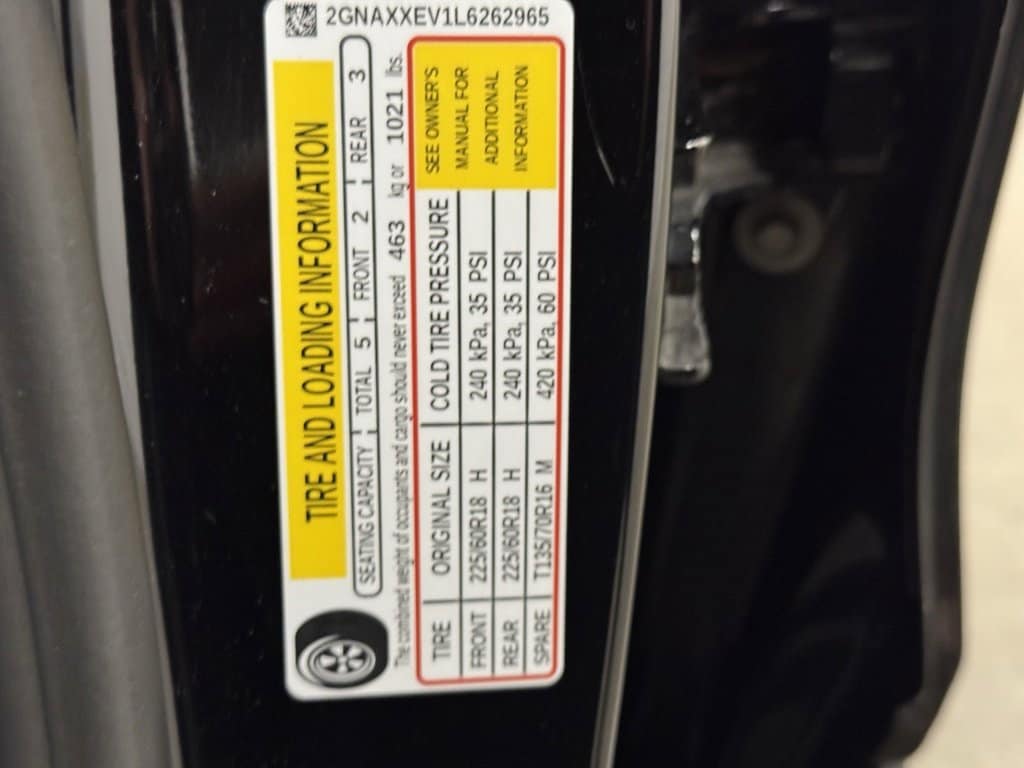 2GNAXXEV1L6262965
TIRE AND LOADING INFORMATION
SEATING CAPACITY TOTAL 5 FRONT 2 REAR 3
The combined weight of occupants and cargo should never exceed 463 kg or 1021 lbs.
TIRE ORIGINAL SIZE COLD TIRE PRESSURE
FRONT 225/60R18 H 240 kPa, 35 PSI
REAR 225/60R18 H 240 kPa, 35 PSI
SPARE T135/70R16 M 420 kPa, 60 PSI
SEE OWNER'S
MANUAL FOR
ADDITIONAL
INFORMATION